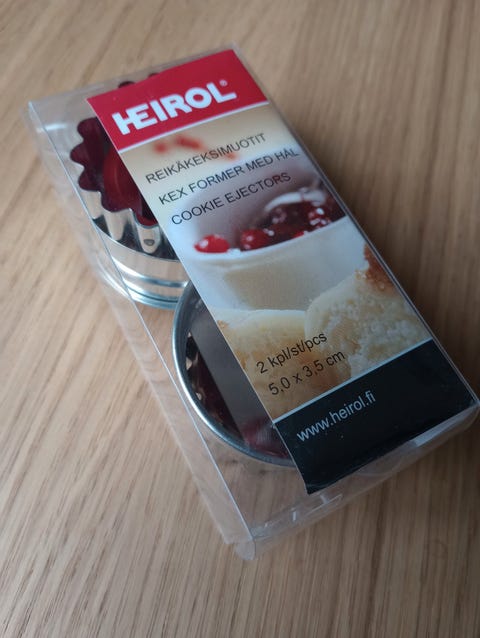 HEIROL®
REIKÄKEKSIMUOTIT
KEX FORMER MED HÅL
COOKIE EJECTORS
2 kpl/st/pcs
5,0 x 3,5 cm
www.heirol.fi